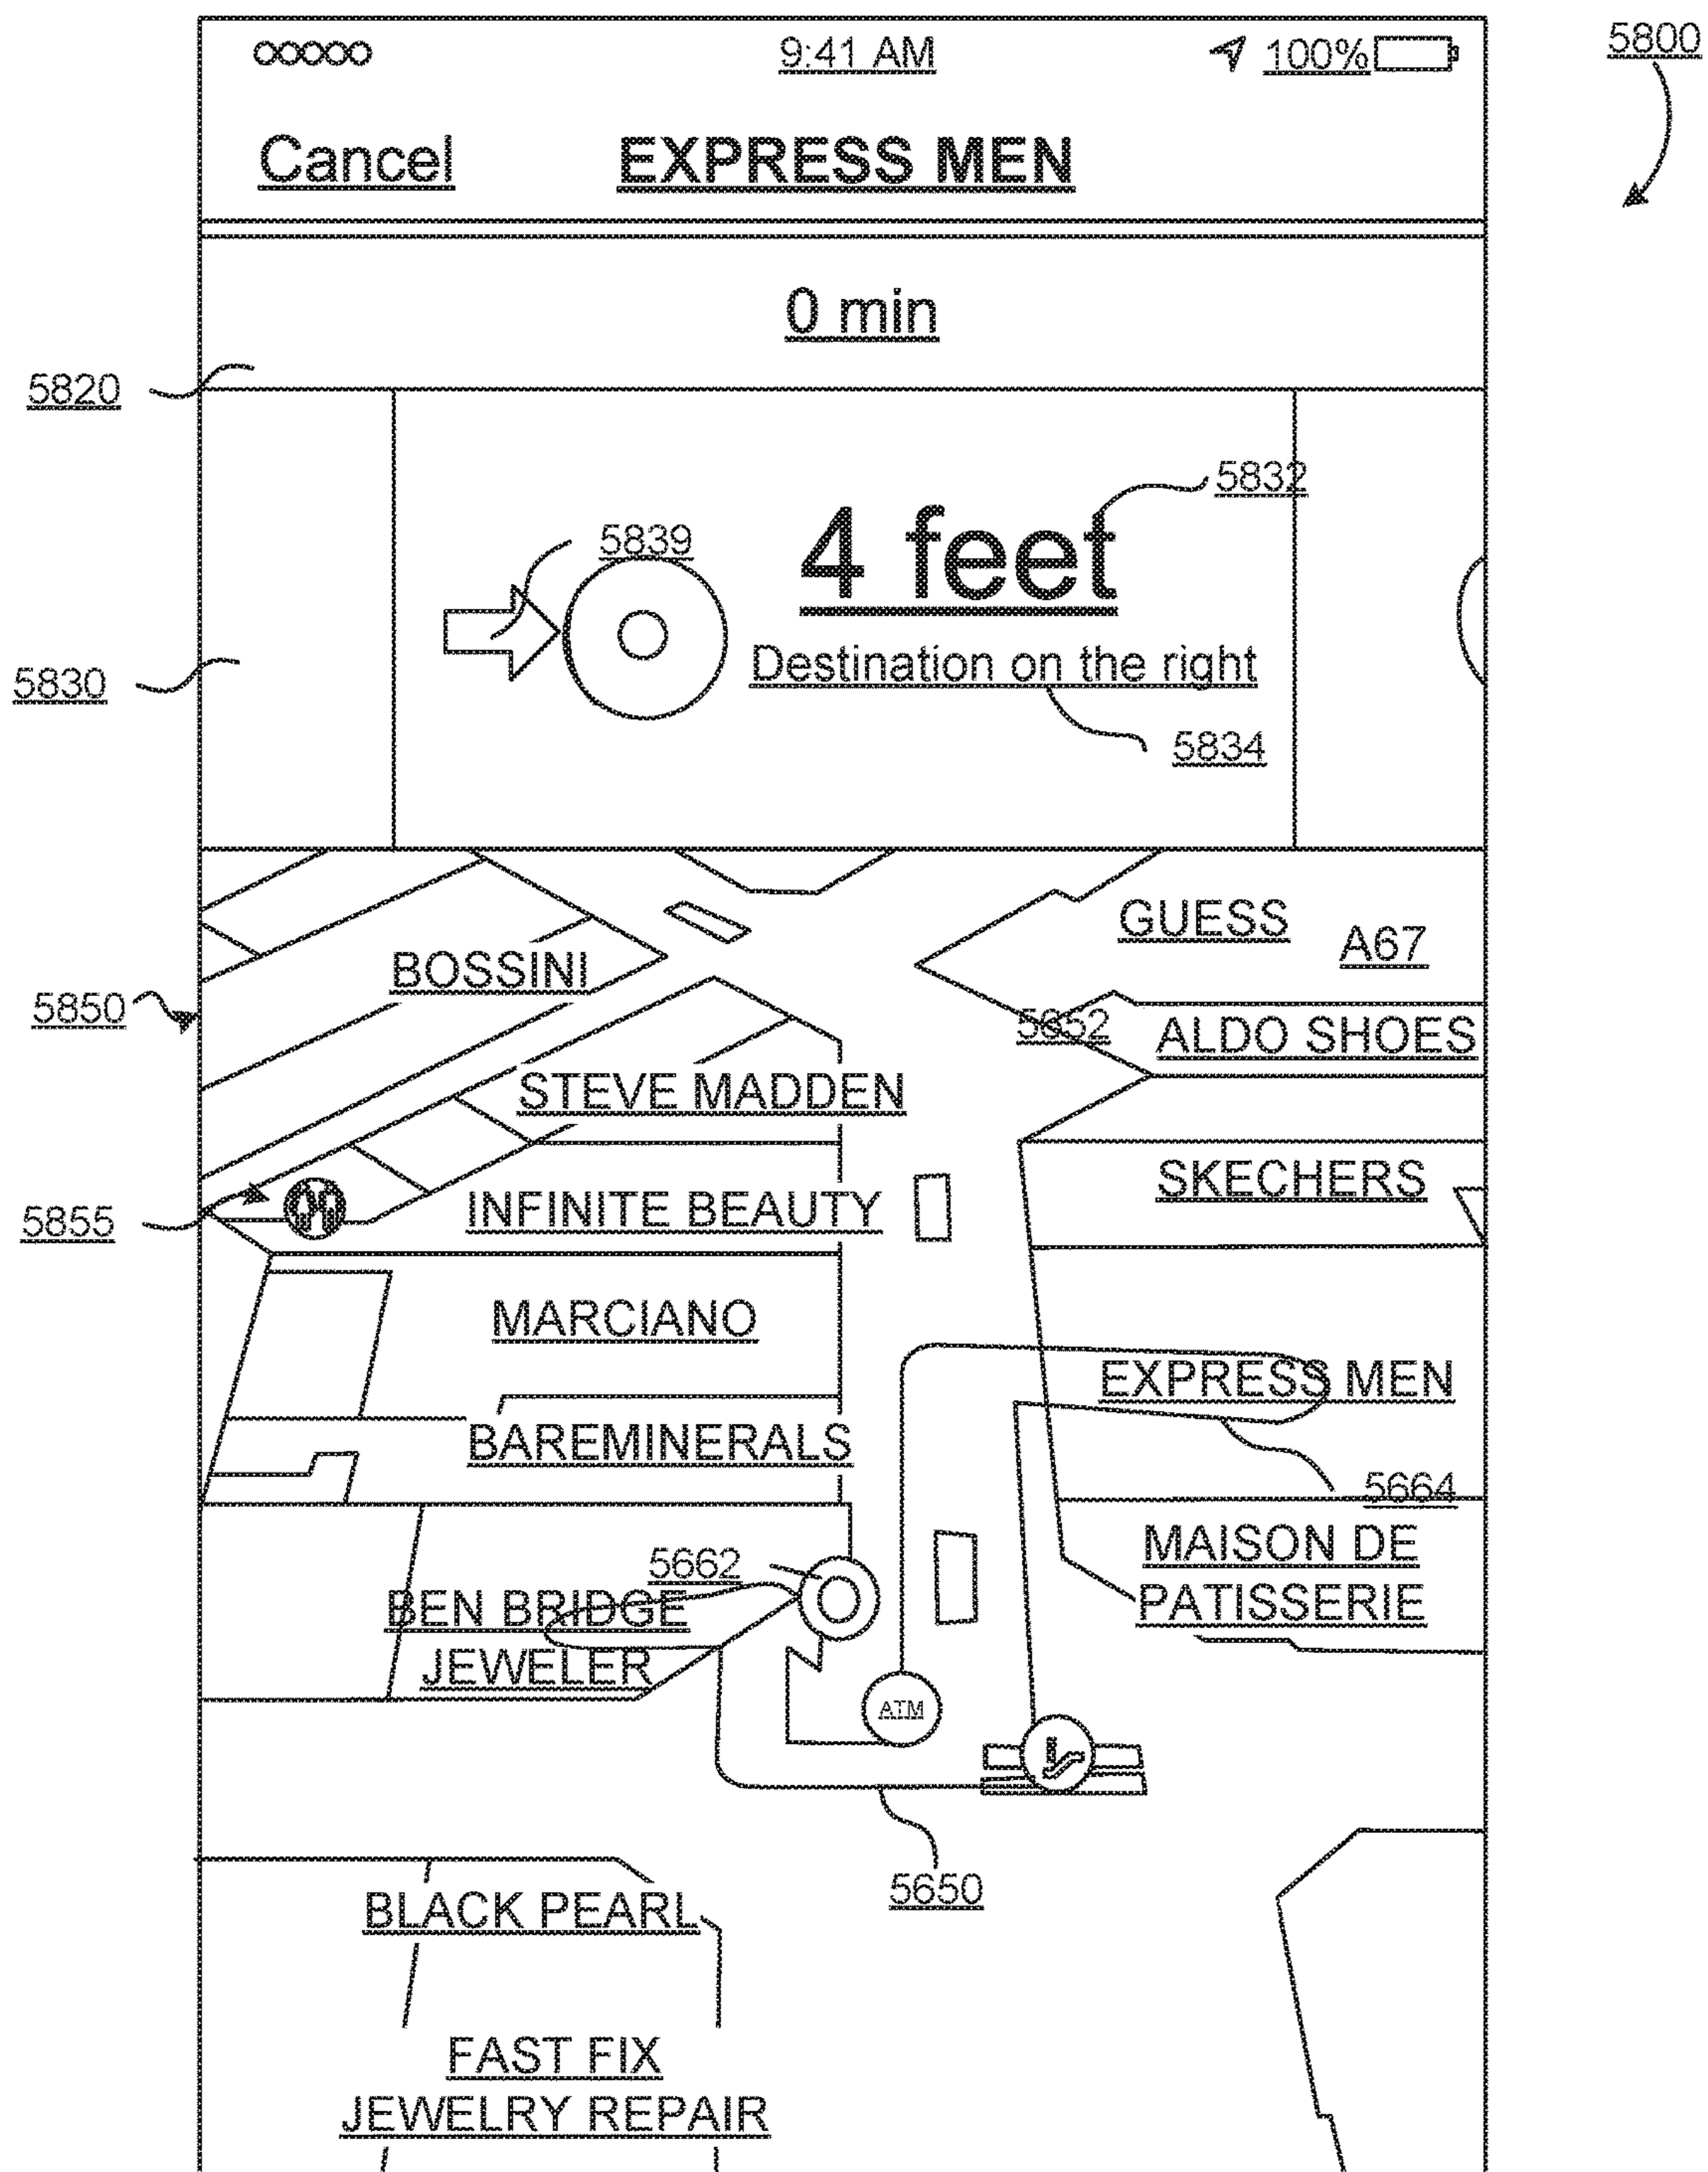 9:41 AM
100%
5800
Cancel
EXPRESS MEN
0 min
5820
5832
4 feet
5839
Destination on the right
5830
5834
GUESS
A67
BOSSINI
5850
5652
ALDO SHOES
STEVE MADDEN
SKECHERS
INFINITE BEAUTY
5855
MARCIANO
EXPRESS MEN
BAREMINERALS
5664
MAISON DE
PATISSERIE
5662
BEN BRIDGE
JEWELER
ATM
5650
BLACK PEARL
FAST FIX
JEWELRY REPAIR